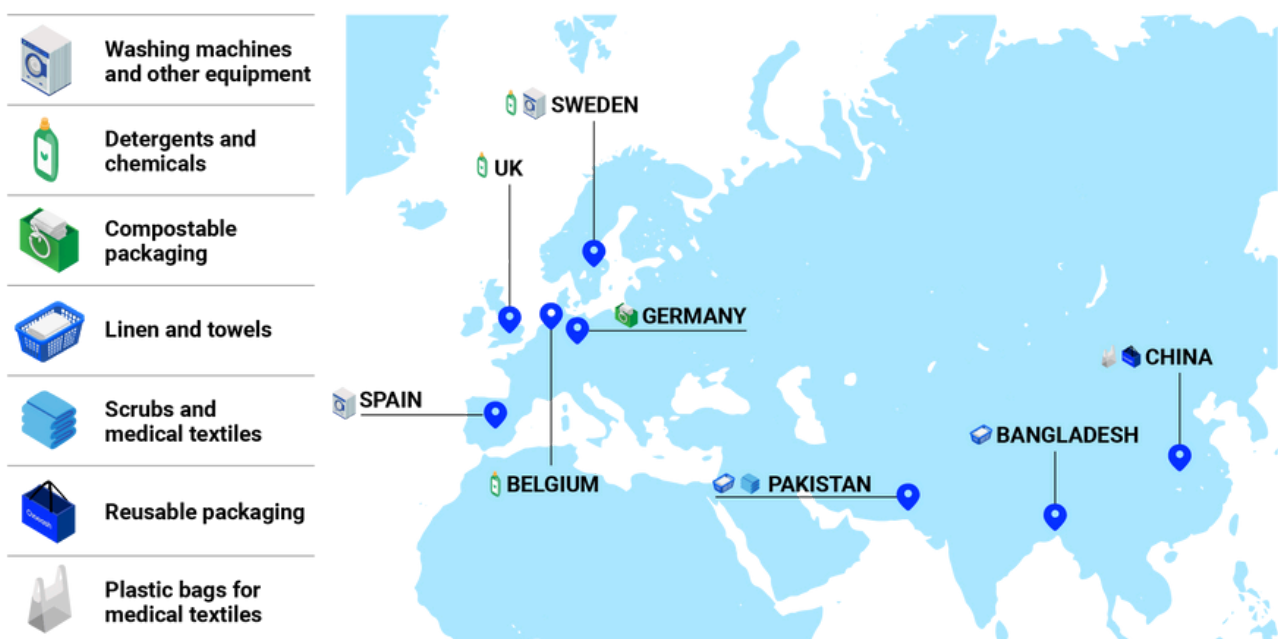 Washing machines
and other equipment
Detergents and
chemicals
Compostable
packaging
Linen and towels
Scrubs and
medical textiles
Reusable packaging
Plastic bags for
medical textiles
SWEDEN
UK
GERMANY
CHINA
SPAIN
BANGLADESH
BELGIUM
PAKISTAN